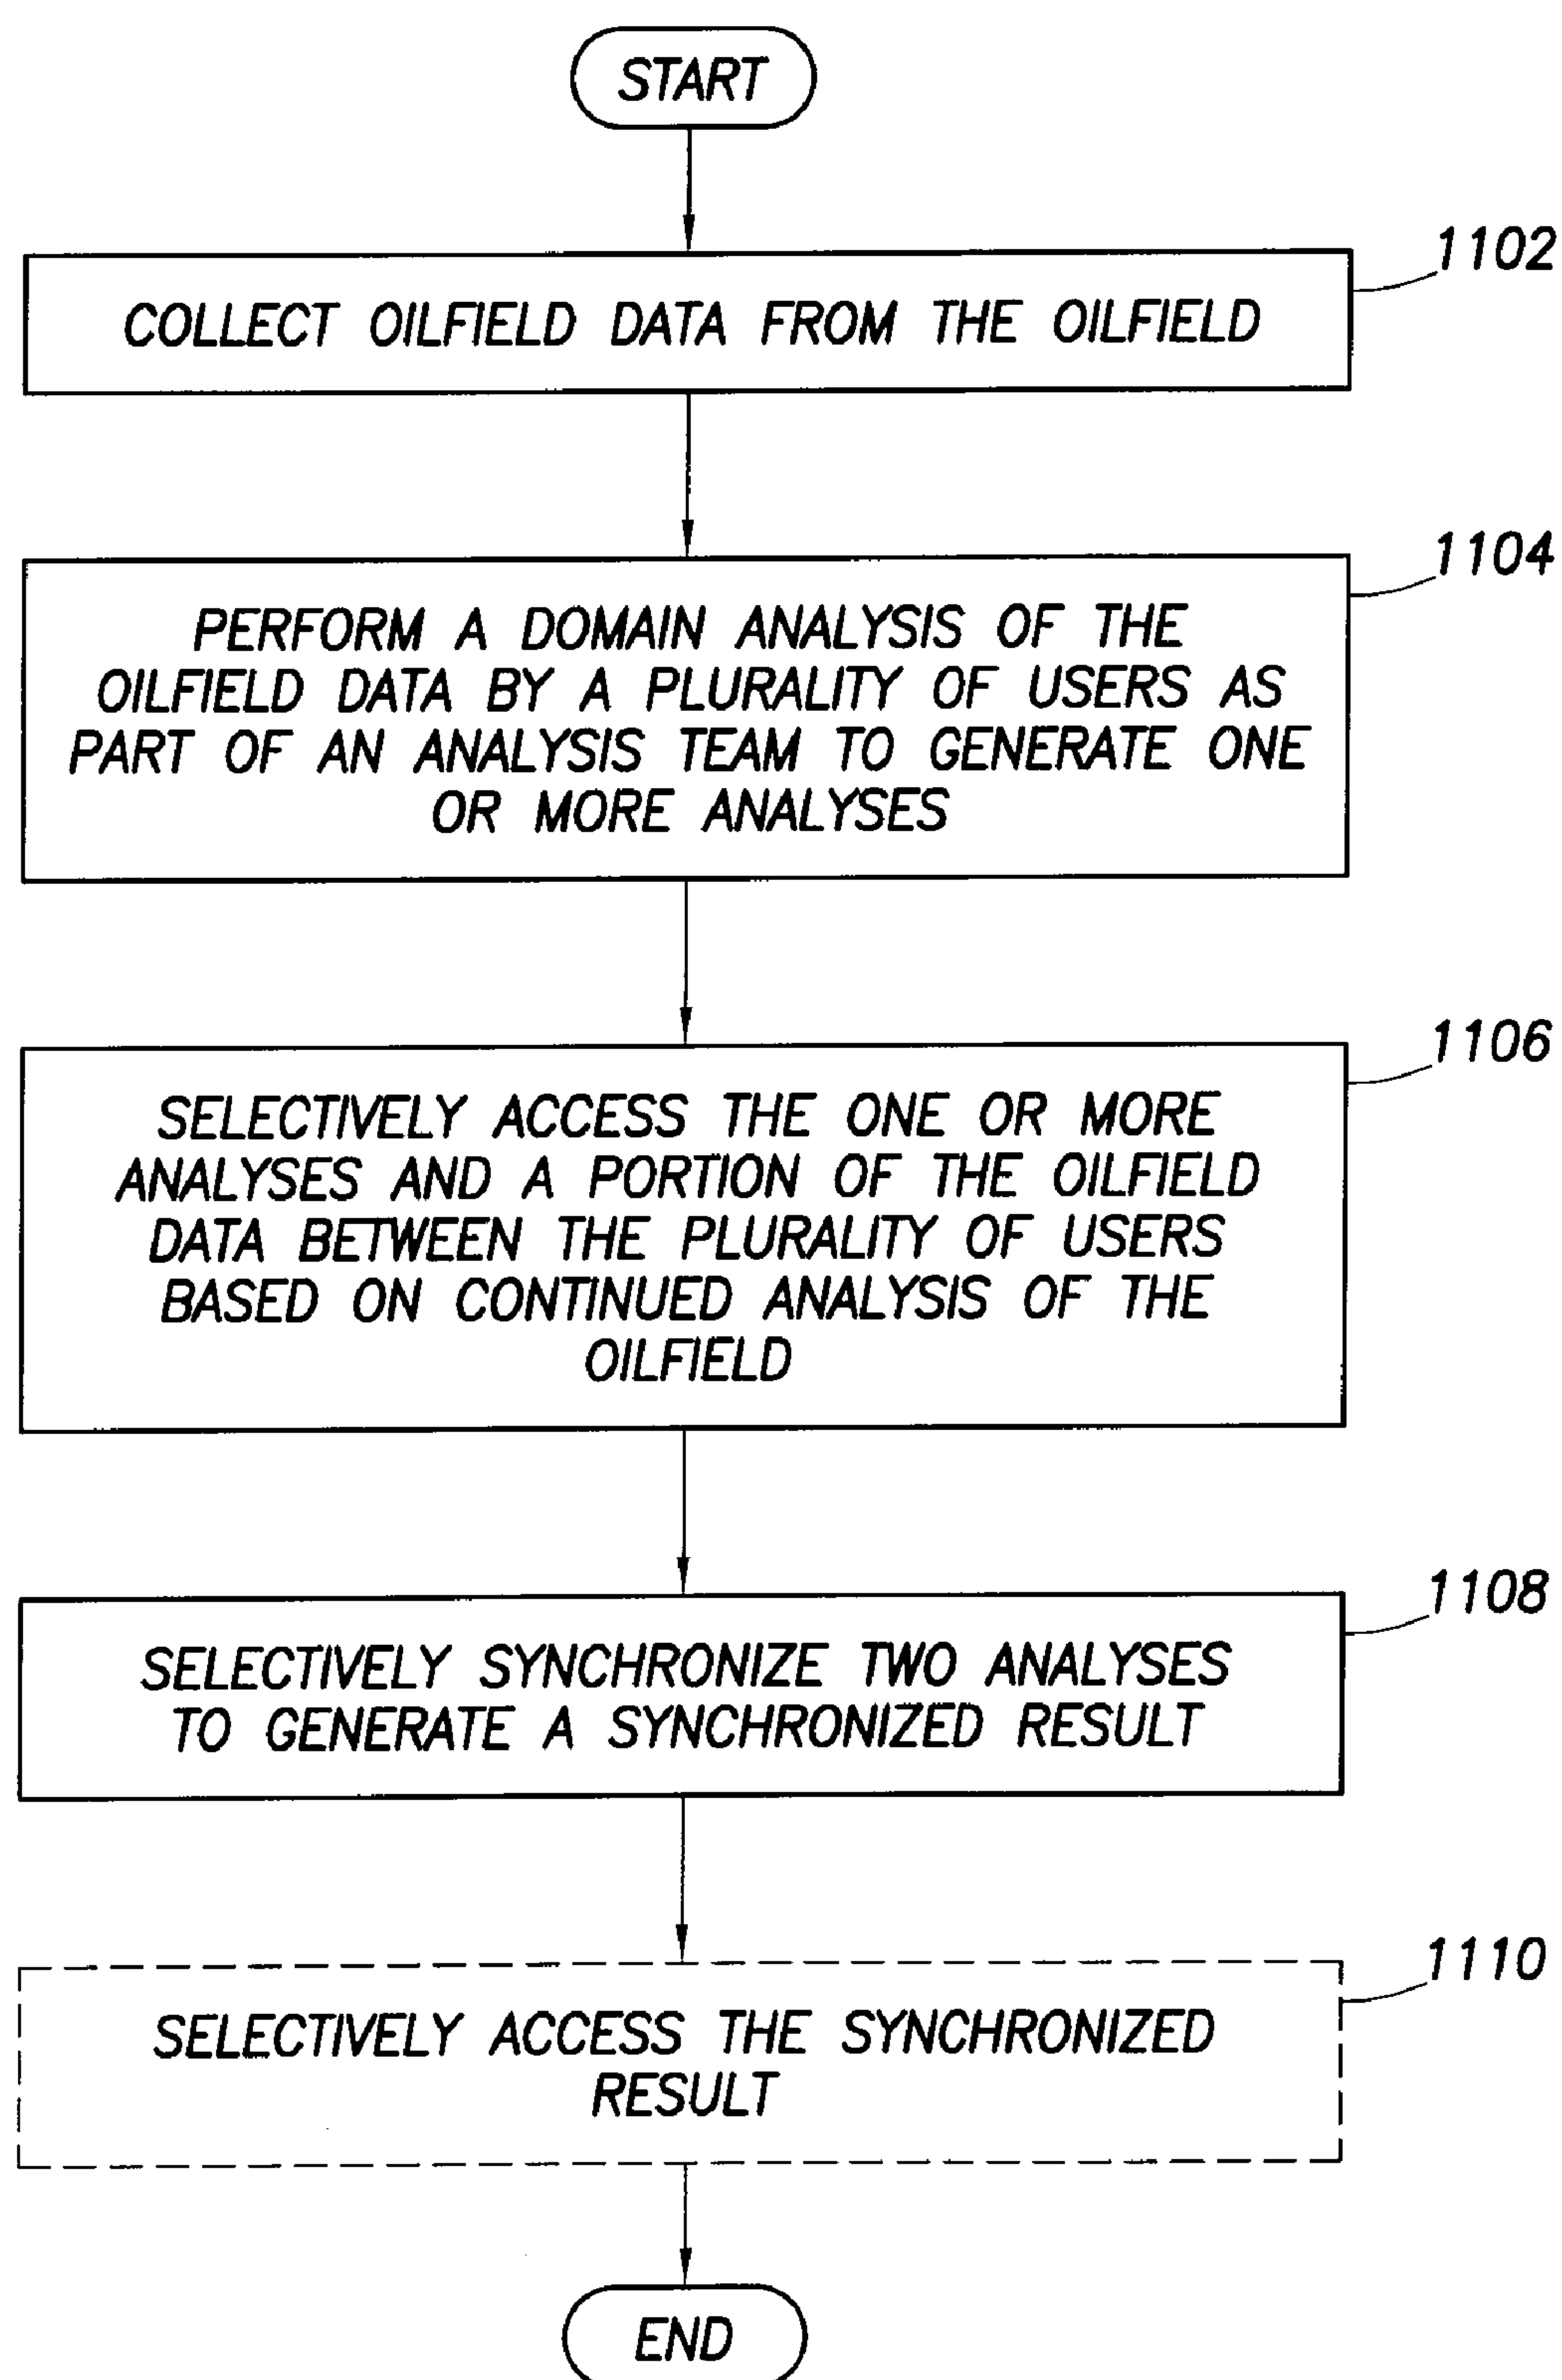 START
1102
COLLECT OILFIELD DATA FROM THE OILFIELD
1104
PERFORM A DOMAIN ANALYSIS OF THE
OILFIELD DATA BY A PLURALITY OF USERS AS
PART OF AN ANALYSIS TEAM TO GENERATE ONE
OR MORE ANALYSES
1106
SELECTIVELY ACCESS THE ONE OR MORE
ANALYSES AND A PORTION OF THE OILFIELD
DATA BETWEEN THE PLURALITY OF USERS
BASED ON CONTINUED ANALYSIS OF THE
OILFIELD
1108
SELECTIVELY SYNCHRONIZE TWO ANALYSES
TO GENERATE A SYNCHRONIZED RESULT
1110
SELECTIVELY ACCESS THE SYNCHRONIZED
RESULT
END